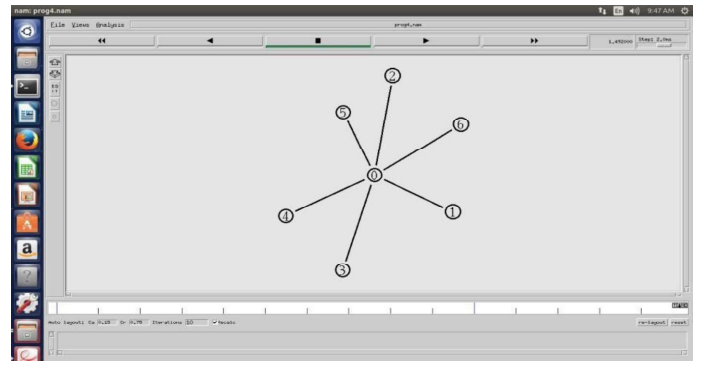 nam: prog4.nam
En
9:47 AM
File Views Analysis
prog4.nam
1.492000
Step: 2.0ms
2
5
6
0
4
1
3
Auto layout: Ca 0.15 Cr 0.75 Iterations 10 recalc
re-layout reset